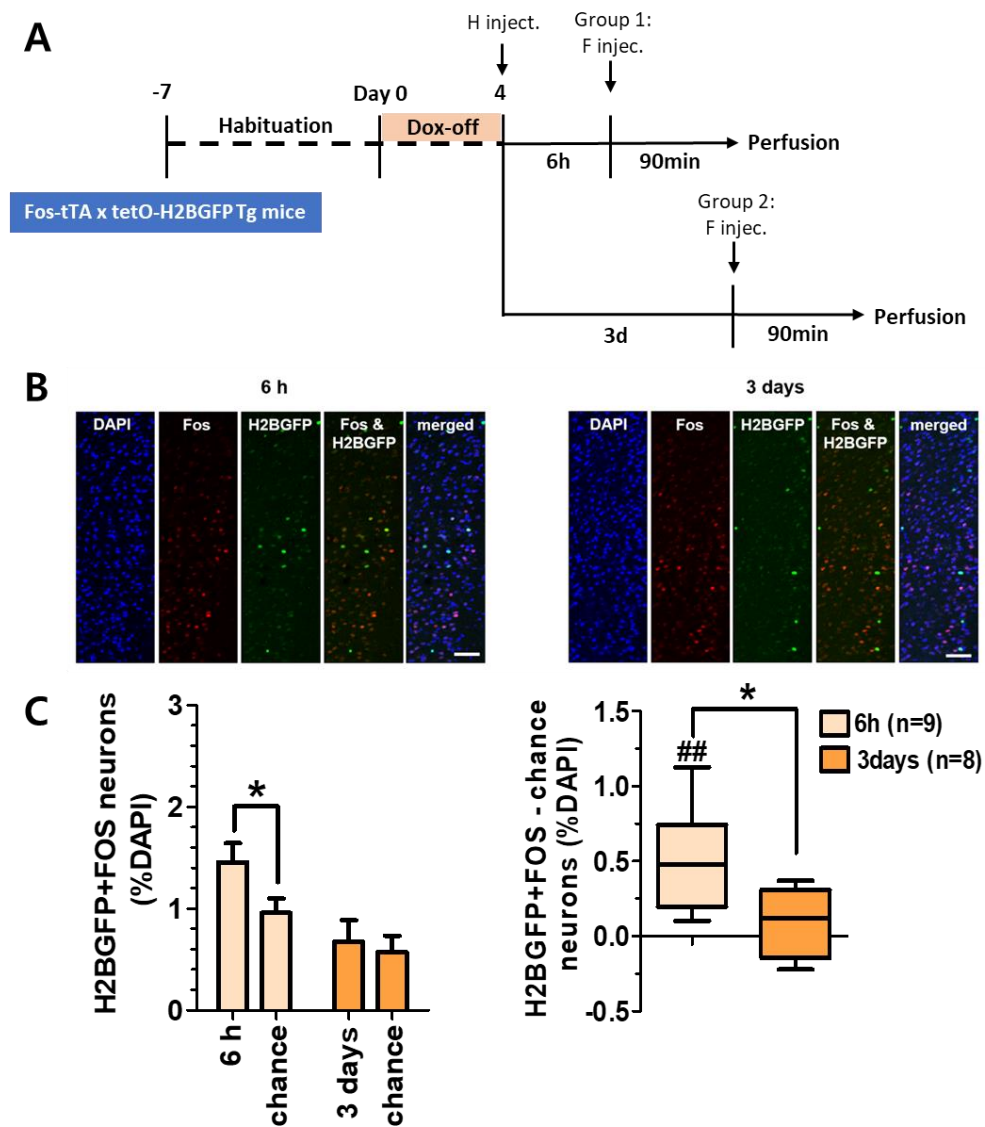 A
H inject.
Group 1:
F injec.
-7
Day 0
4
Habituation
Dox-off
6h
90min
Perfusion
Fos-tTA x tetO-H2BGFP Tg mice
Group 2:
F injec.
3d
90min
Perfusion
B
6 h
3 days
DAPI
Fos
H2BGFP
Fos &
H2BGFP
merged
DAPI
Fos
H2BGFP
Fos &
H2BGFP
merged
C
H2BGFP+FOS neurons
(%DAPI)
3
2
1
0
*
6 h
chance
3 days
chance
H2BGFP+FOS - chance
neurons (%DAPI)
1.5
1.0
0.5
0.0
-0.5
##
*
6h (n=9)
3days (n=8)